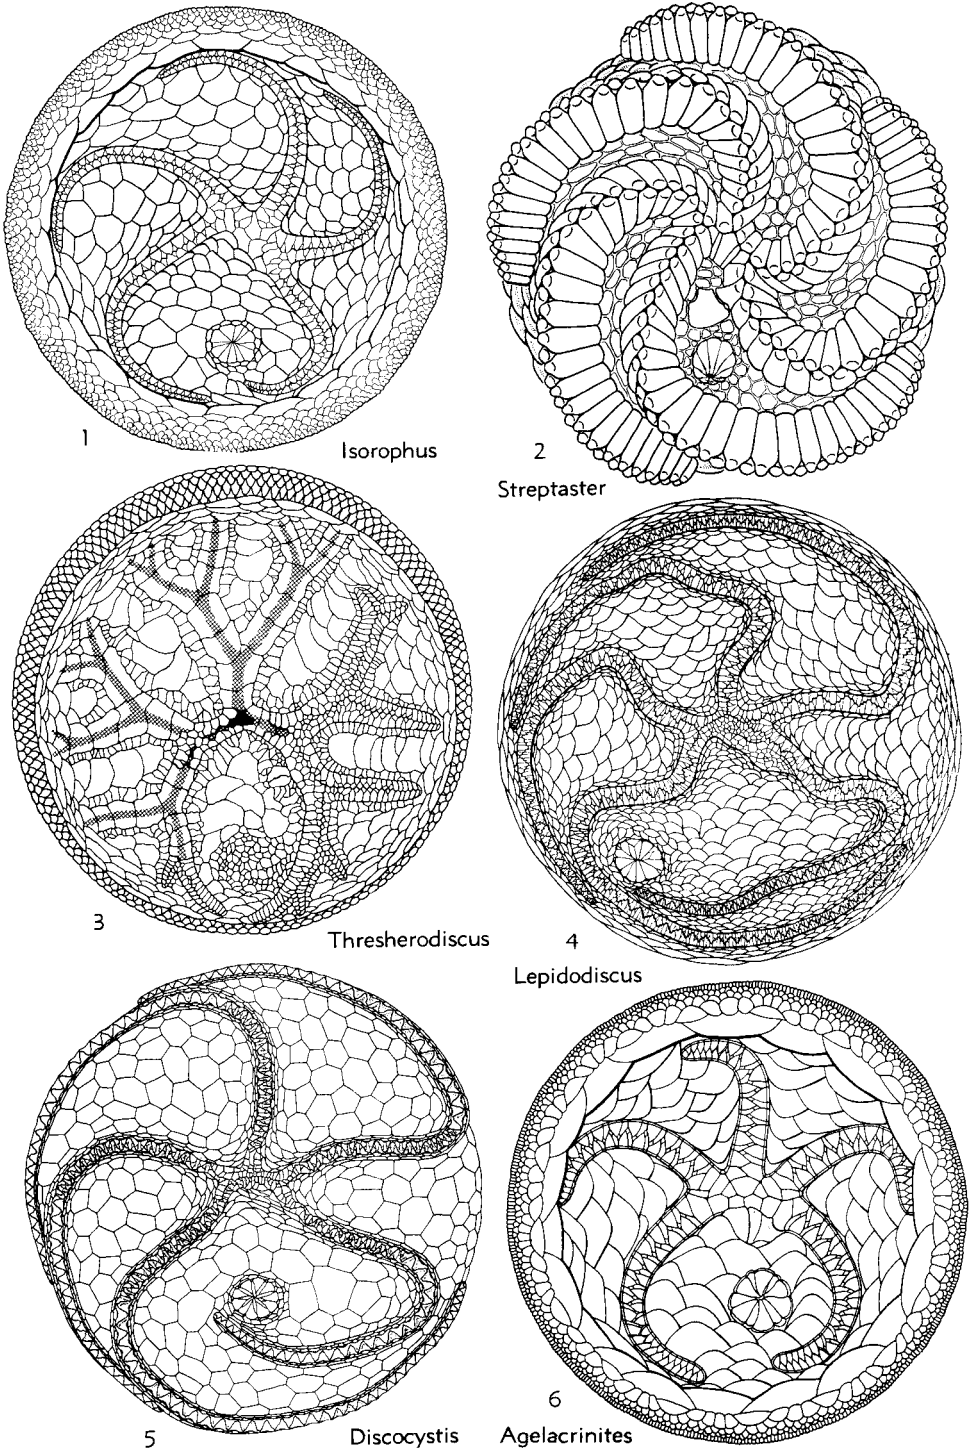 1
Isorophus
2
Streptaster
3
Thresherodiscus
4
Lepidodiscus
5
Discocystis
6
Agelacrinites